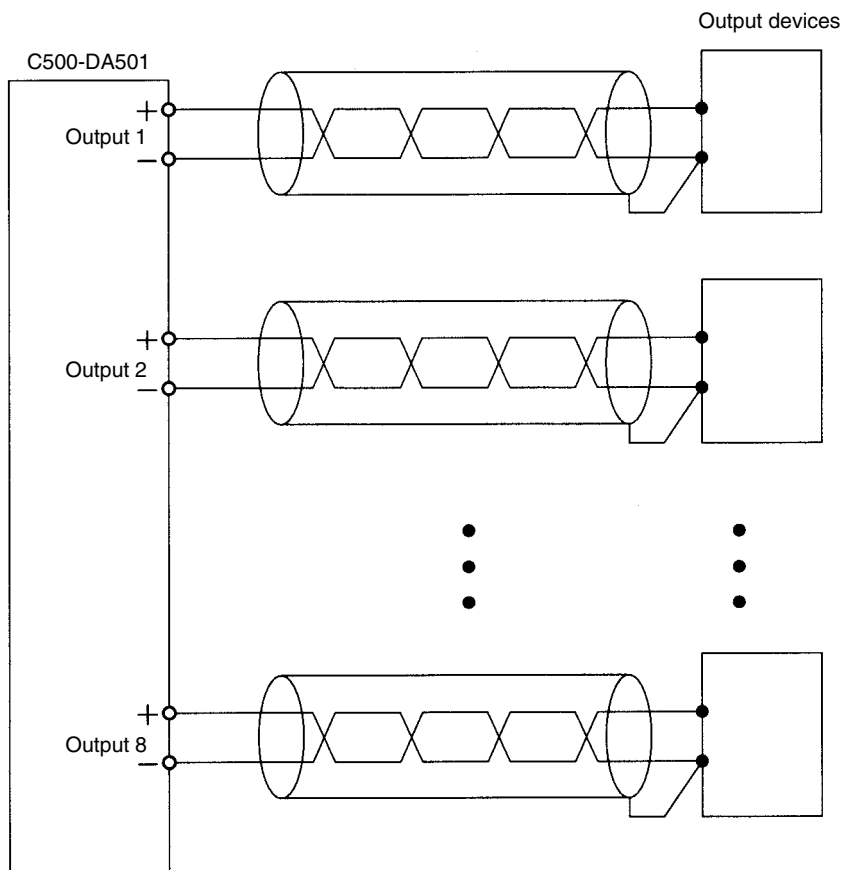 Output devices
C500-DA501
+
Output 1
−
+
Output 2
−
+
Output 8
−